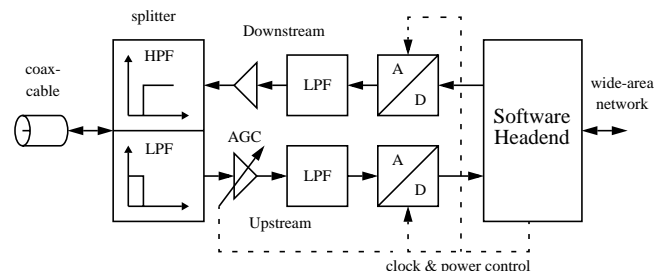 splitter
Downstream
HPF
coax-
cable
LPF
A
D
Software
Headend
wide-area
network
LPF
AGC
LPF
A
D
Upstream
clock & power control